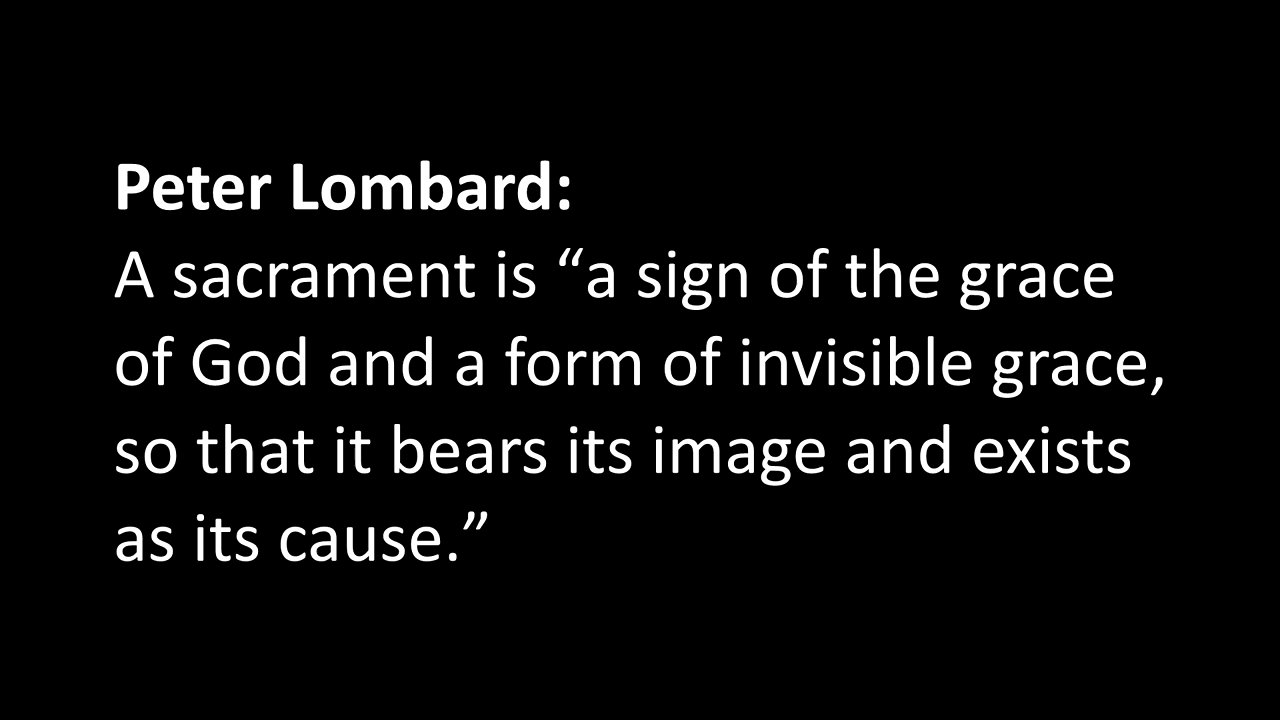 Peter Lombard:
A sacrament is “a sign of the grace
of God and a form of invisible grace,
so that it bears its image and exists
as its cause.”